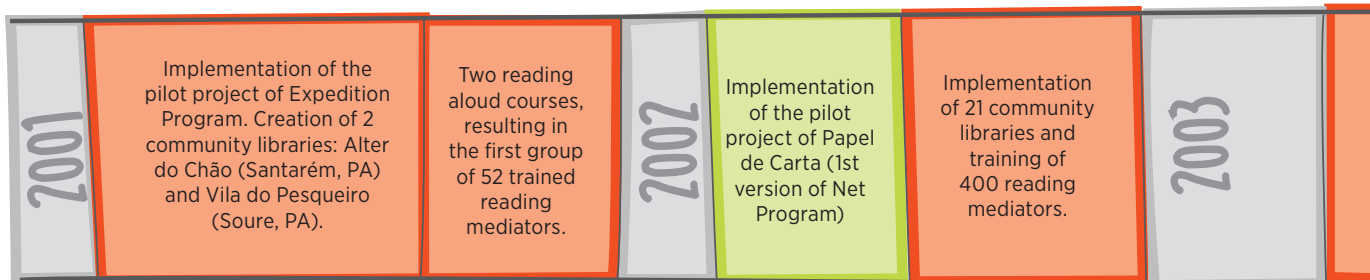 2001
Implementation of the
pilot project of Expedition
Program. Creation of 2
community libraries: Alter
do Chão (Santarém, PA)
and Vila do Pesqueiro
(Soure, PA).
Two reading
aloud courses,
resulting in
the first group
of 52 trained
reading
mediators.
2002
Implementation
of the pilot
project of Papel
de Carta (1st
version of Net
Program)
Implementation
of 21 community
libraries and
training of
400 reading
mediators.
2003